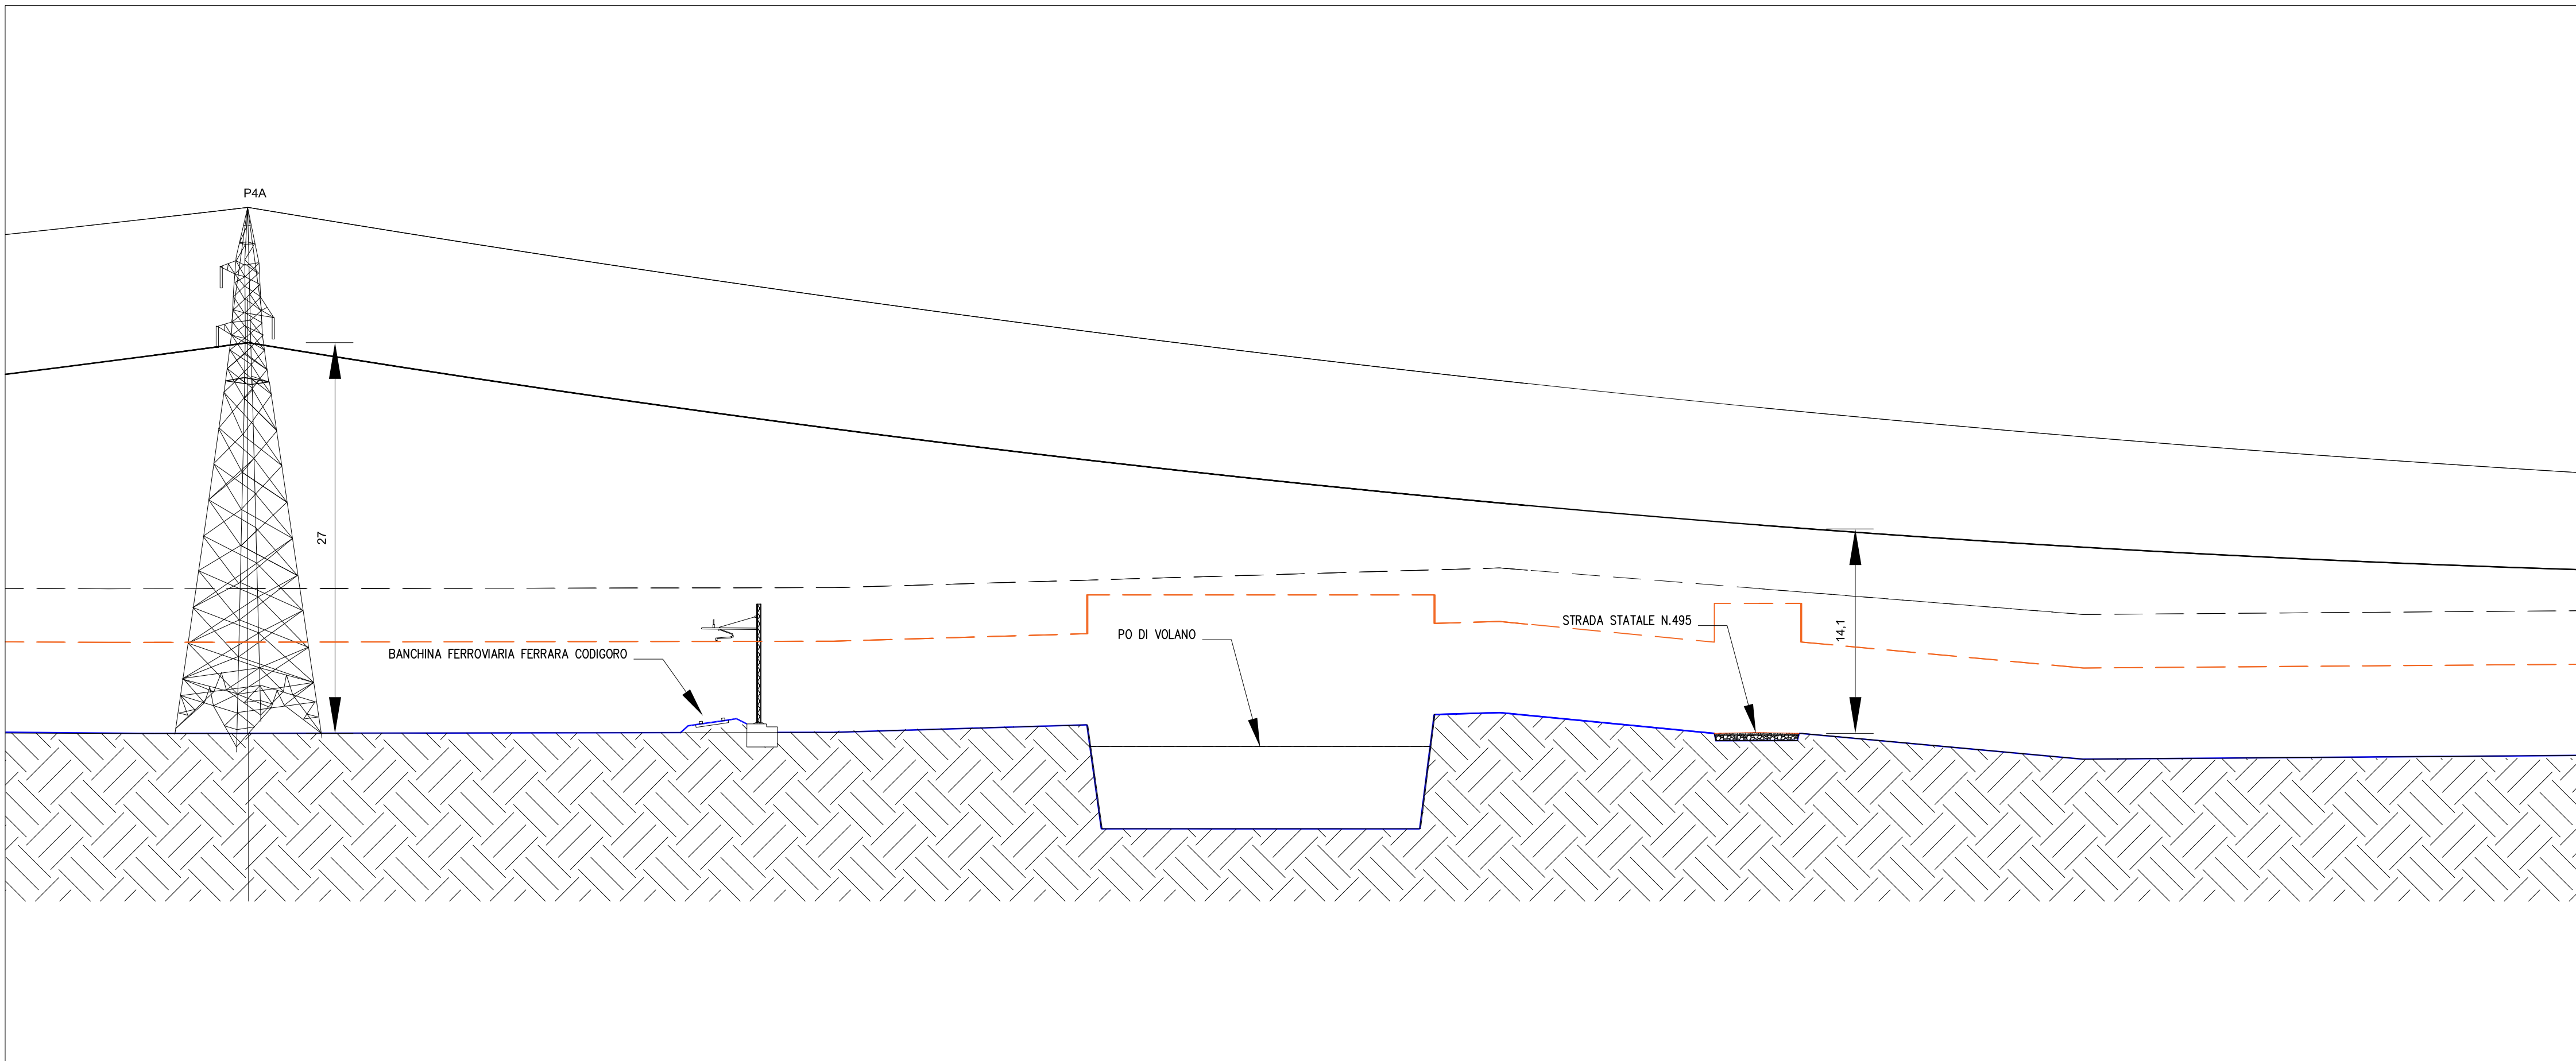 P4A
27
BANCHINA FERROVIARIA FERRARA CODIGORO
PO DI VOLANO
STRADA STATALE N.495
14,1